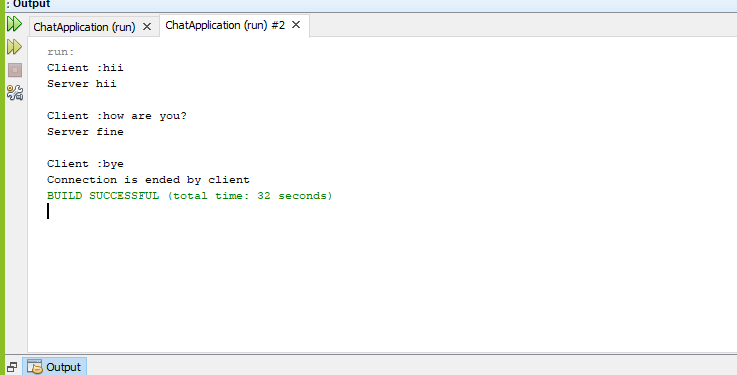 : Output
ChatApplication (run) ×
ChatApplication (run) #2 ×
run:
Client :hii
Server hii
Client :how are you?
Server fine
Client :bye
Connection is ended by client
BUILD SUCCESSFUL (total time: 32 seconds)
Output